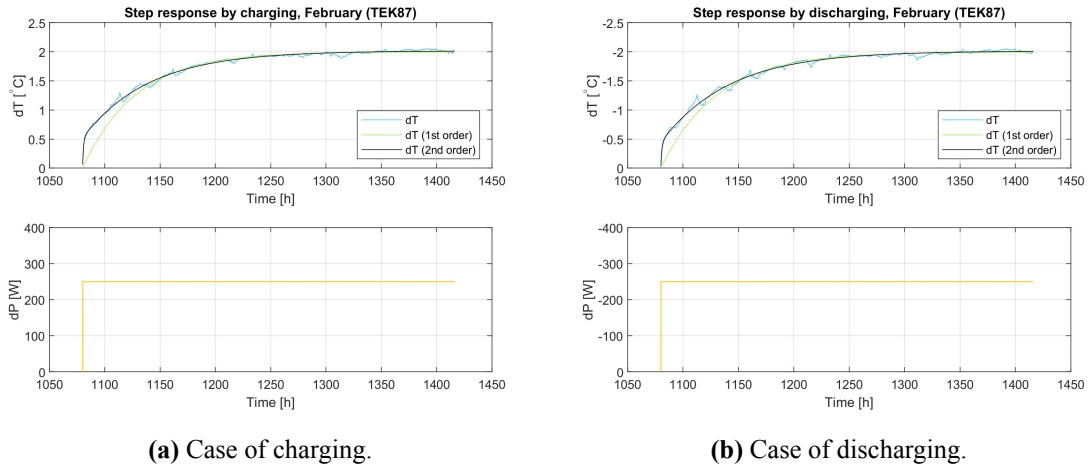 Step response by charging, February (TEK87)
2.5
2
1.5
1
0.5
0
dT [°C]
dT
dT (1st order)
dT (2nd order)
1050 1100 1150 1200 1250 1300 1350 1400 1450
Time [h]
400
300
200
100
0
dP [W]
1050 1100 1150 1200 1250 1300 1350 1400 1450
Time [h]
(a) Case of charging.
Step response by discharging, February (TEK87)
-2.5
-2
-1.5
-1
-0.5
0
dT [°C]
dT
dT (1st order)
dT (2nd order)
1050 1100 1150 1200 1250 1300 1350 1400 1450
Time [h]
-400
-300
-200
-100
0
dP [W]
1050 1100 1150 1200 1250 1300 1350 1400 1450
Time [h]
(b) Case of discharging.